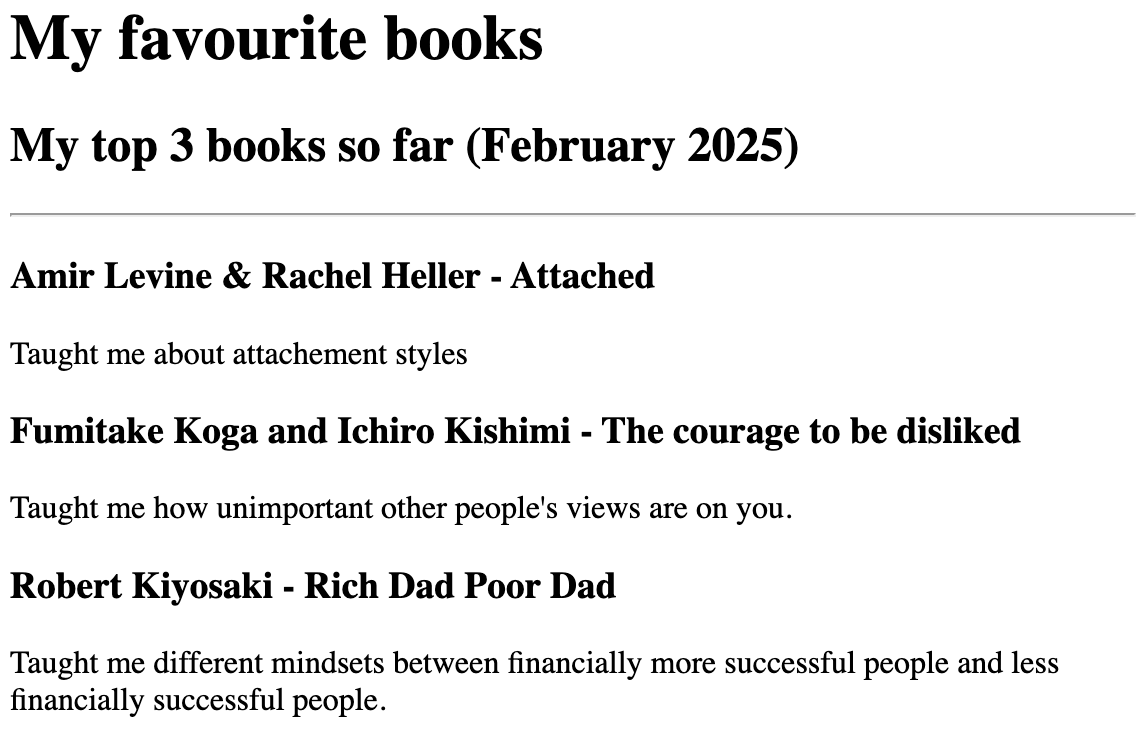 My favourite books
My top 3 books so far (February 2025)
Amir Levine & Rachel Heller - Attached
Taught me about attachement styles
Fumitake Koga and Ichiro Kishimi - The courage to be disliked
Taught me how unimportant other people's views are on you.
Robert Kiyosaki - Rich Dad Poor Dad
Taught me different mindsets between financially more successful people and less
financially successful people.